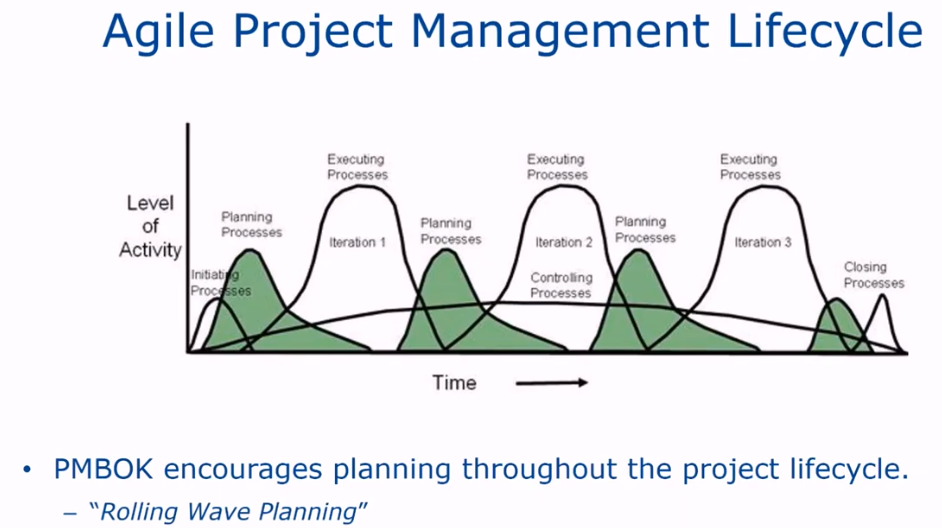 Agile Project Management Lifecycle
Executing
Processes
Executing
Processes
Executing
Processes
Level
of
Activity
Planning
Processes
Planning
Processes
Planning
Processes
Iteration 1
Iteration 2
Iteration 3
Initiating
Processes
Controlling
Processes
Closing
Processes
Time
• PMBOK encourages planning throughout the project lifecycle.
– “Rolling Wave Planning”